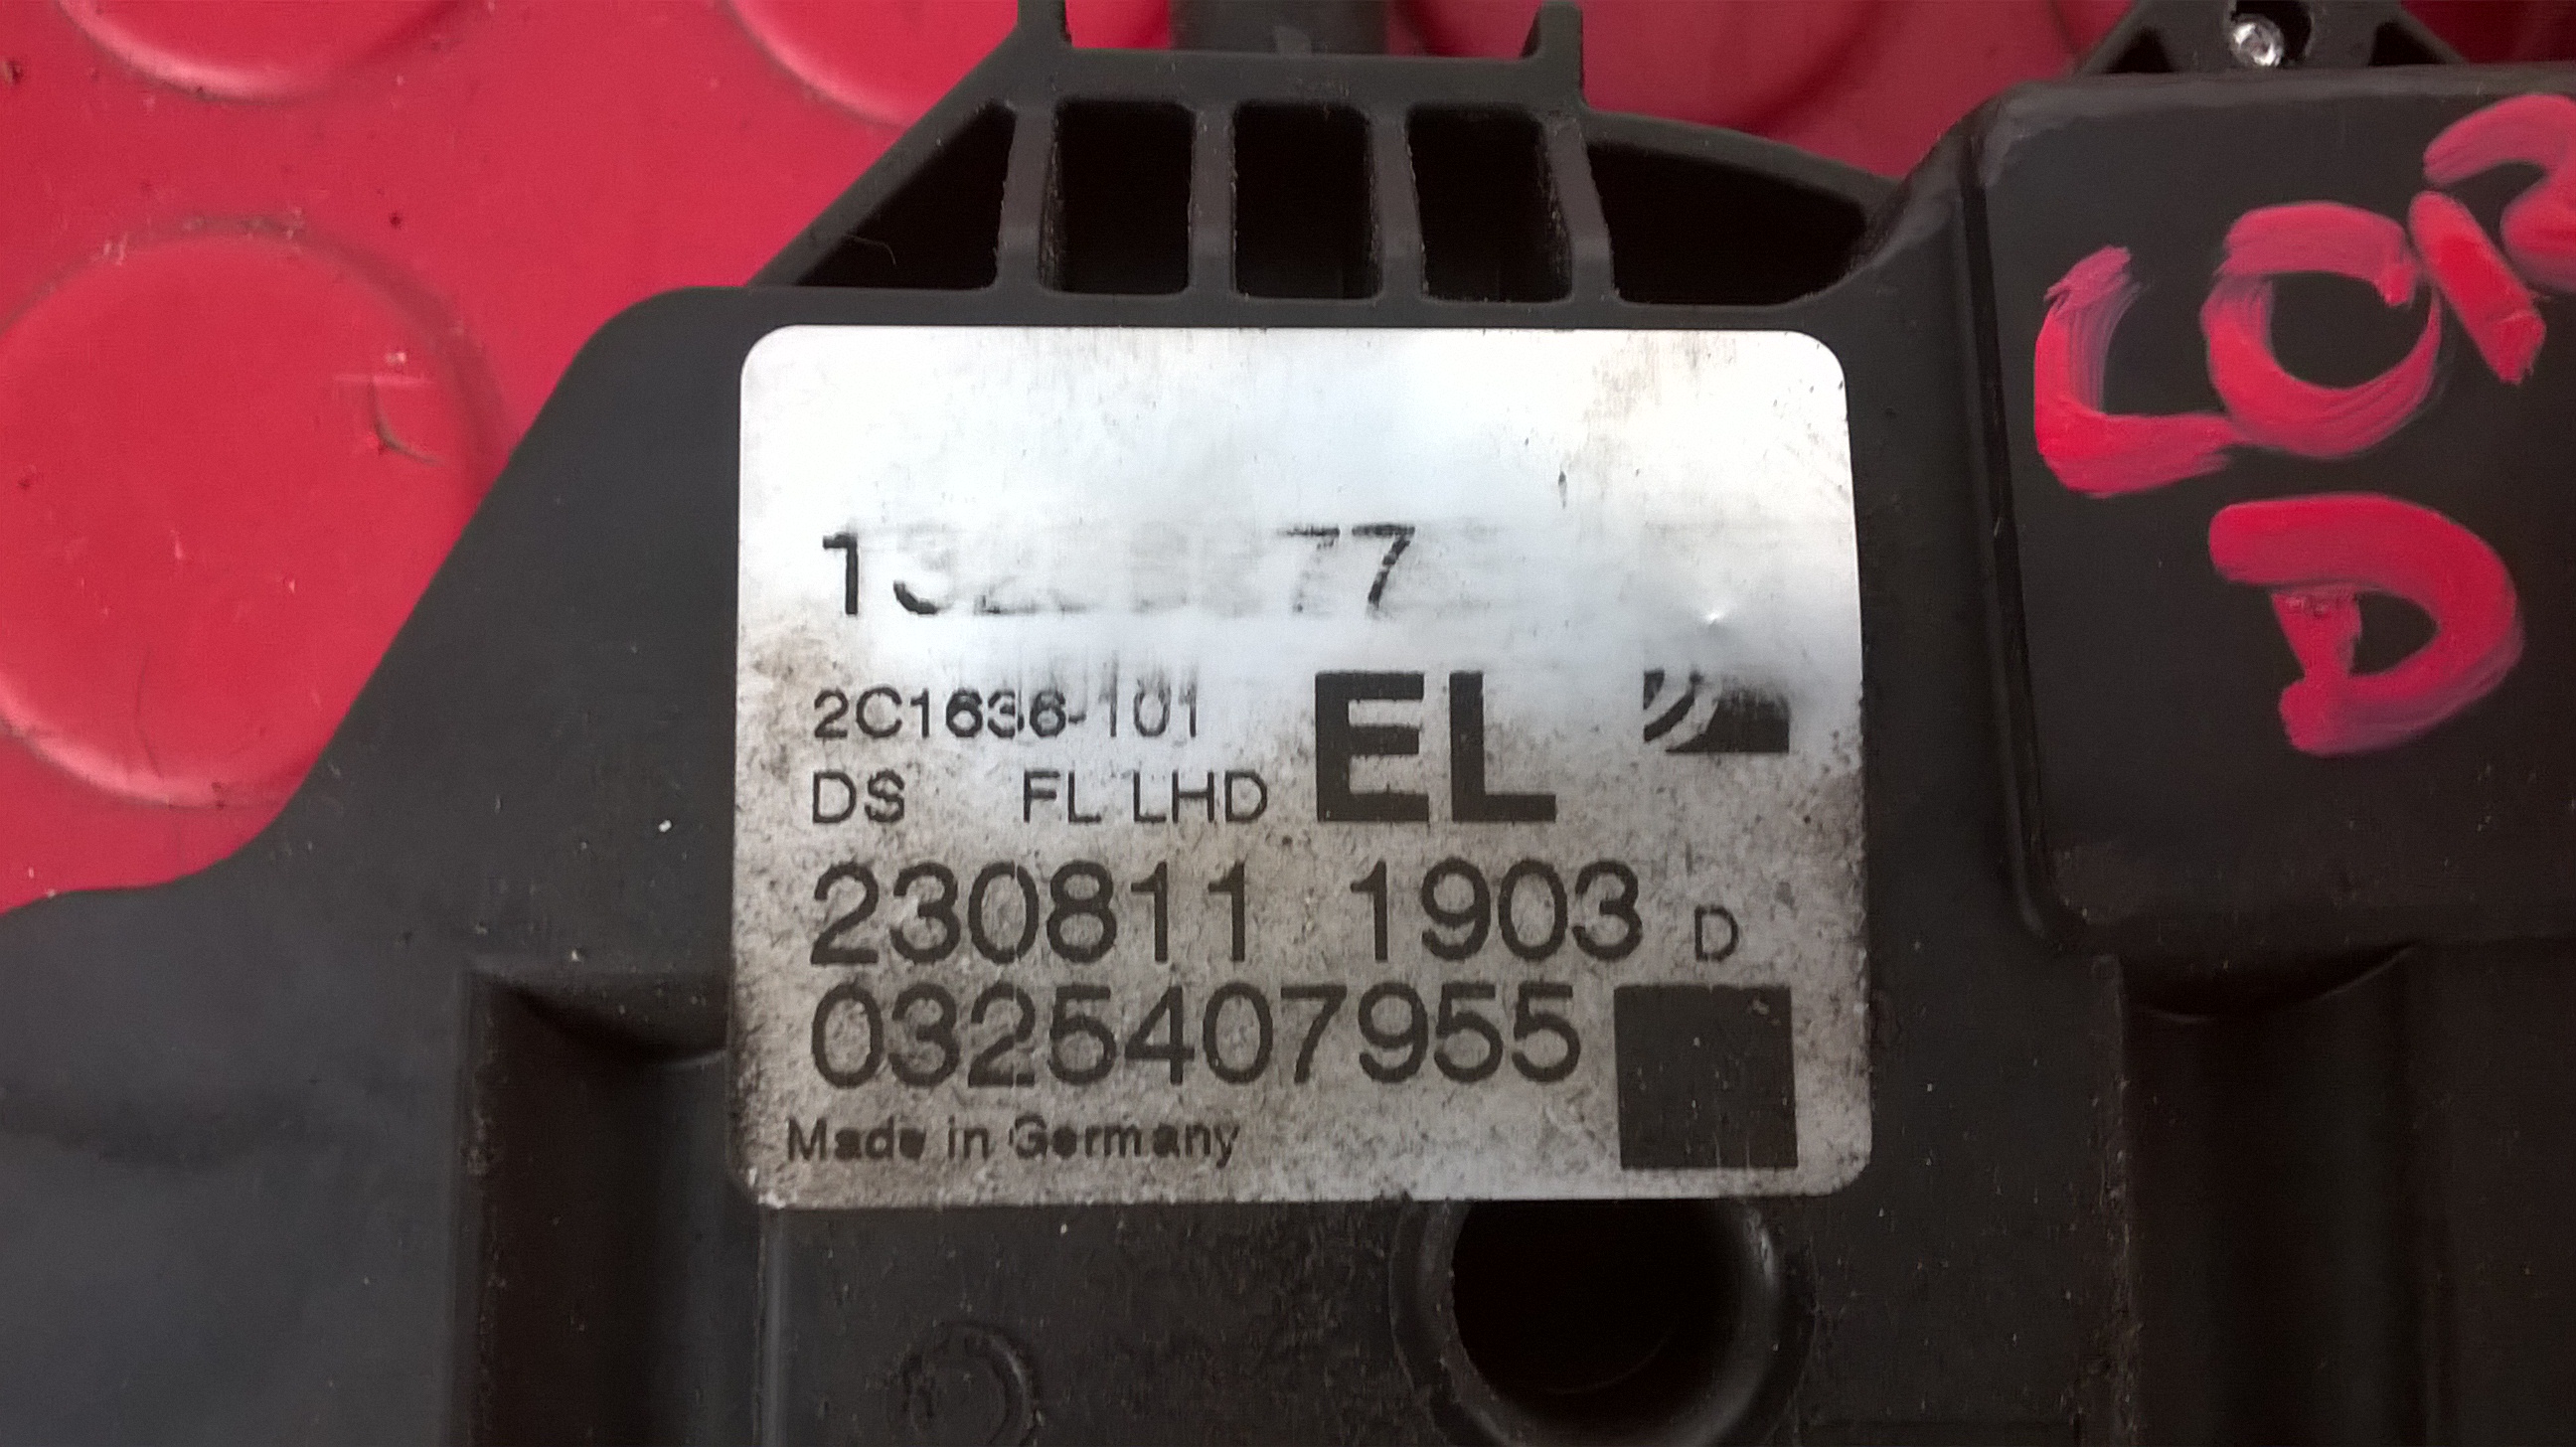 2C1636-101
EL
DS FL LHD
230811 1903 D
0325407955
Made in Germany
D